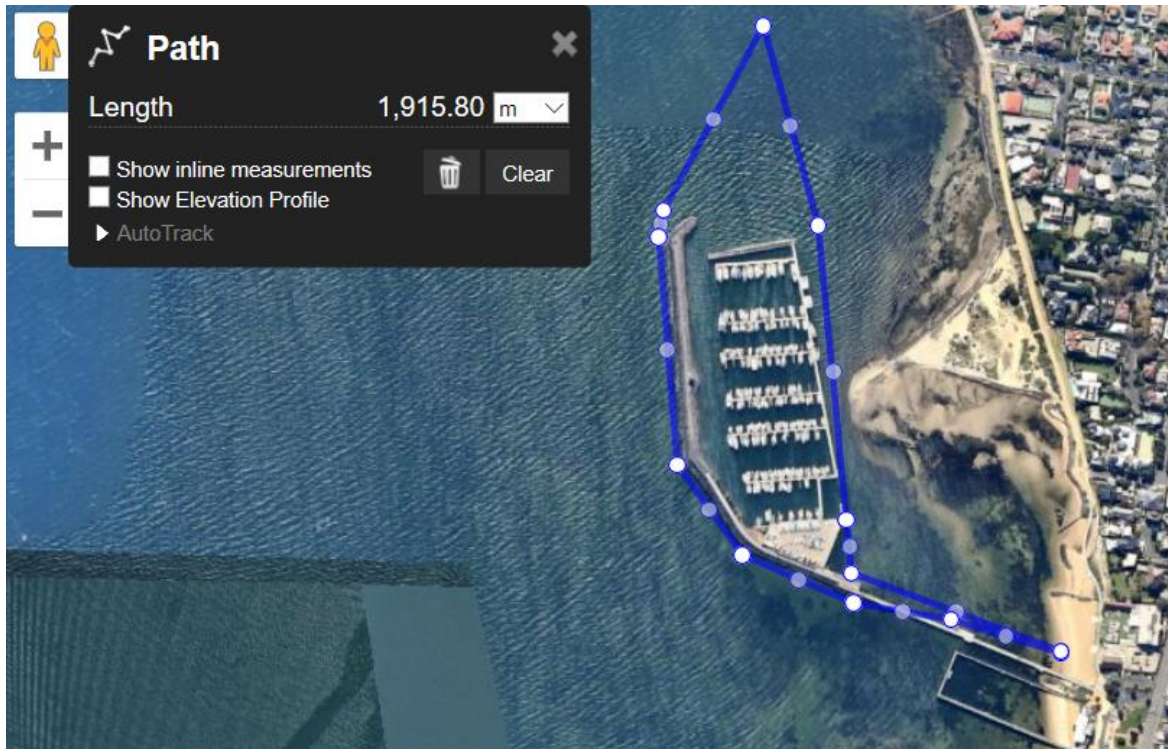 Path
Length 1,915.80 m
Show inline measurements
Clear
Show Elevation Profile
AutoTrack